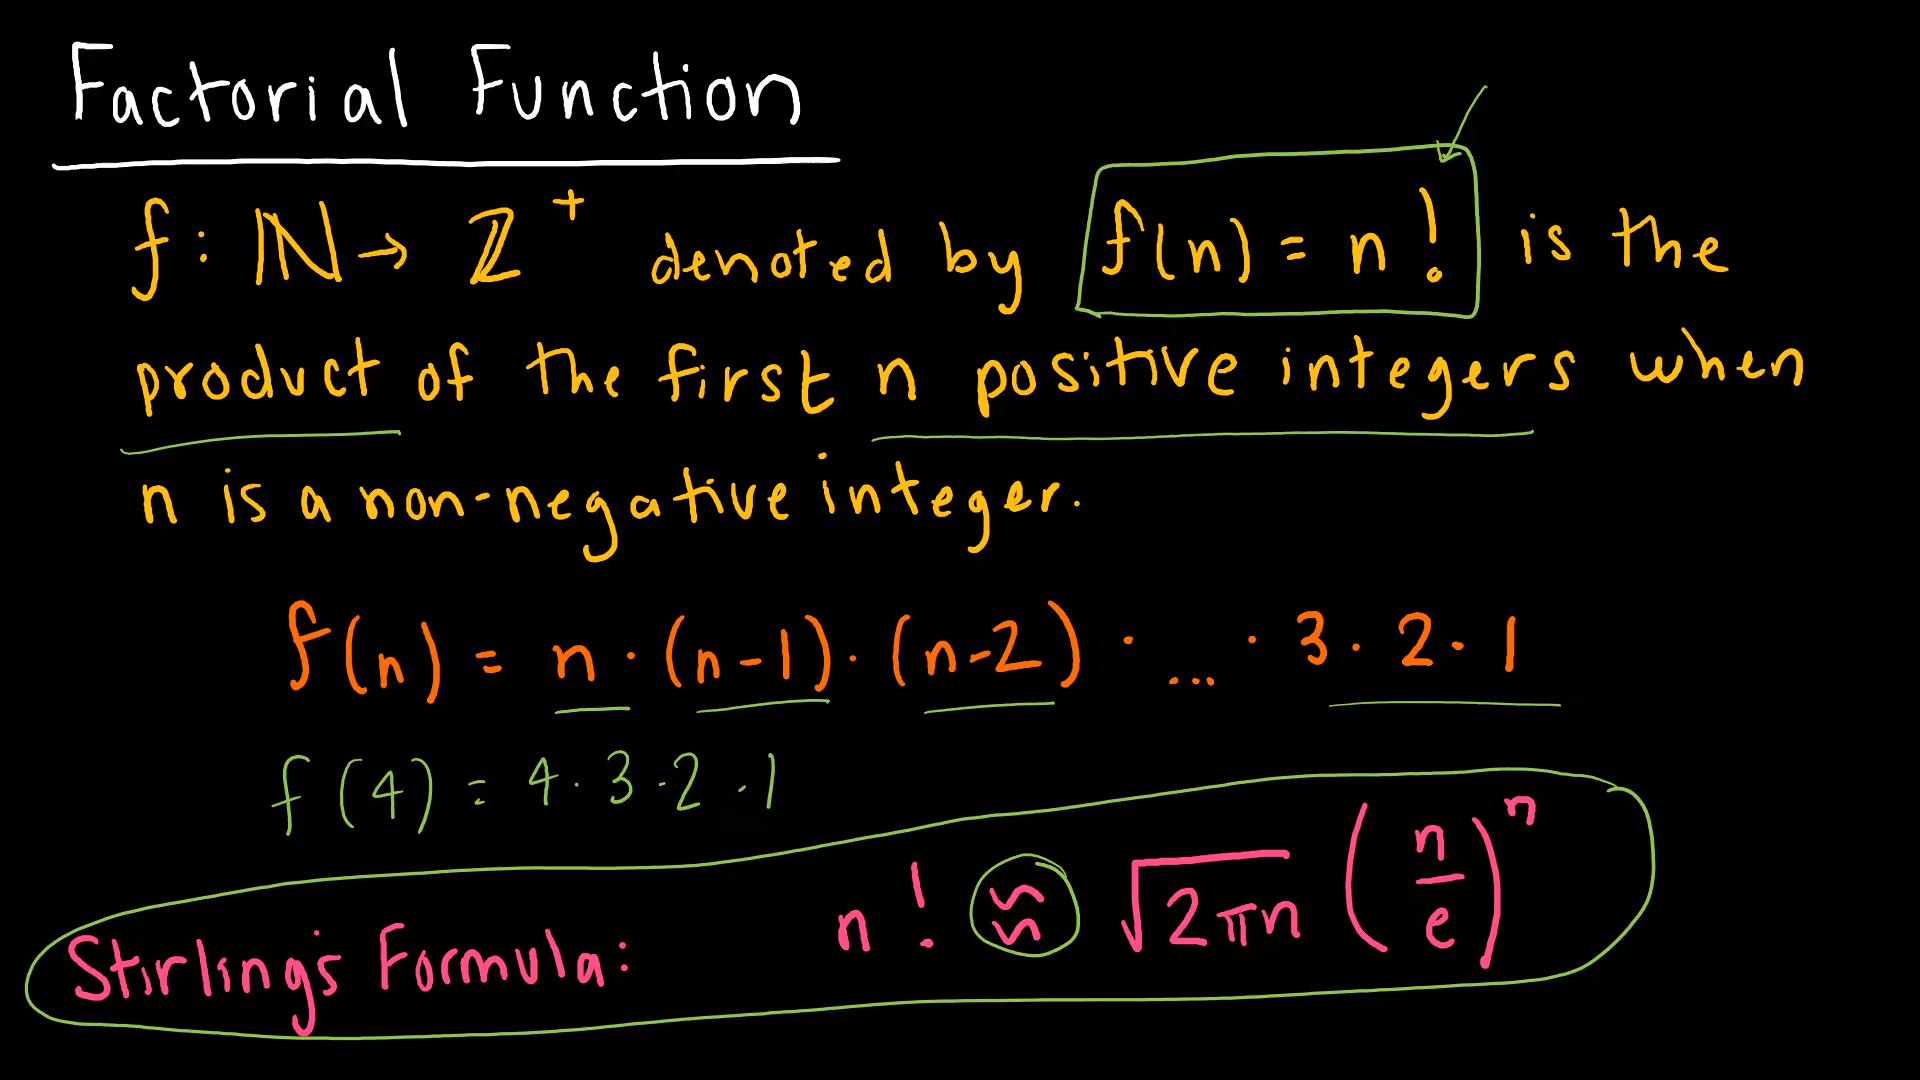 Factorial Function
f: ℕ → ℤ⁺ denoted by f(n) = n! is the
product of the first n positive integers when
n is a non-negative integer.
f(n) = n · (n-1) · (n-2) · ... · 3 · 2 · 1
f(4) = 4 · 3 · 2 · 1
Stirling's Formula: n! ≈ √(2πn) (n/e)ⁿ